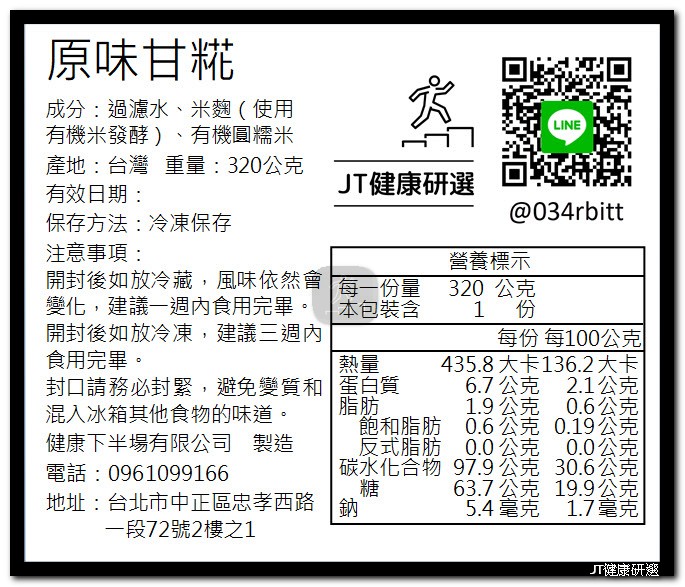 原味甘糀
成分：過濾水、米麴（使用
有機米發酵）、有機圓糯米
產地：台灣 重量：320公克
有效日期：
保存方法：冷凍保存
注意事項：
開封後如放冷藏，風味依然會
變化，建議一週內食用完畢。
開封後如放冷凍，建議三週內
食用完畢。
封口請務必封緊，避免變質和
混入冰箱其他食物的味道。
健康下半場有限公司 製造
電話：0961099166
地址：台北市中正區忠孝西路
一段72號2樓之1
JT健康研選
LINE
@034rbitt
營養標示
每一份量 320 公克
本包裝含 1 份
每份 每100公克
熱量 435.8 大卡 136.2 大卡
蛋白質 6.7 公克 2.1 公克
脂肪 1.9 公克 0.6 公克
飽和脂肪 0.6 公克 0.19 公克
反式脂肪 0.0 公克 0.0 公克
碳水化合物 97.9 公克 30.6 公克
糖 63.7 公克 19.9 公克
鈉 5.4 毫克 1.7 毫克
JT健康研選